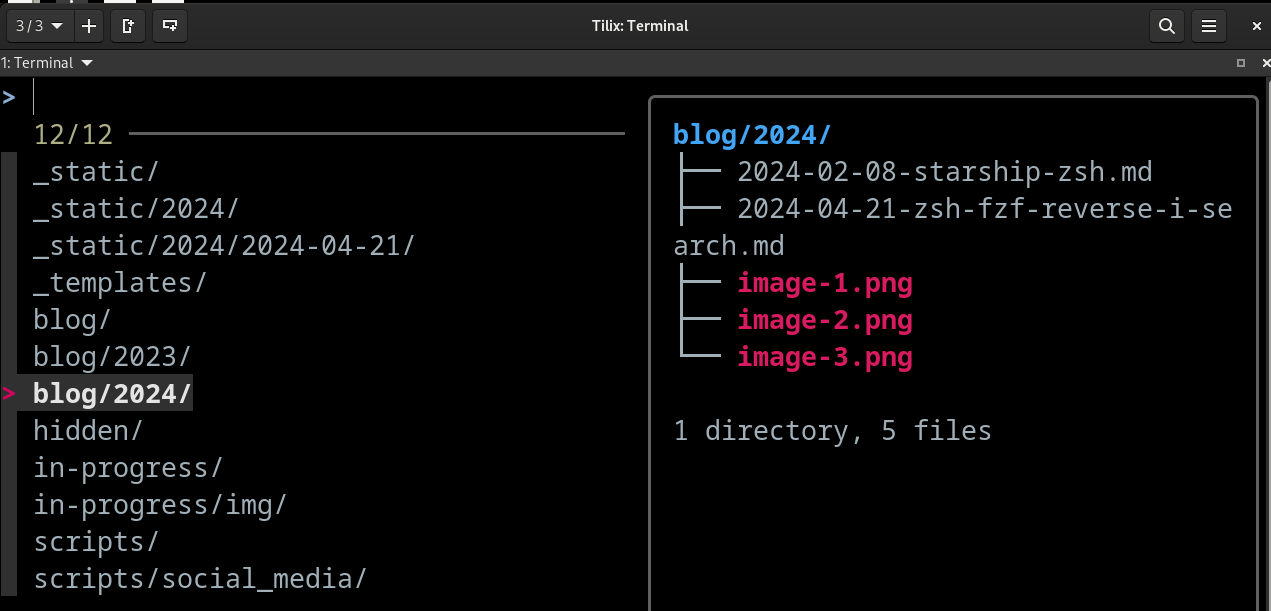 3 / 3
Tilix: Terminal
1: Terminal
>
12/12
_static/
_static/2024/
_static/2024/2024-04-21/
_templates/
blog/
blog/2023/
> blog/2024/
hidden/
in-progress/
in-progress/img/
scripts/
scripts/social_media/
blog/2024/
├── 2024-02-08-starship-zsh.md
├── 2024-04-21-zsh-fzf-reverse-i-se
arch.md
├── image-1.png
├── image-2.png
└── image-3.png
1 directory, 5 files